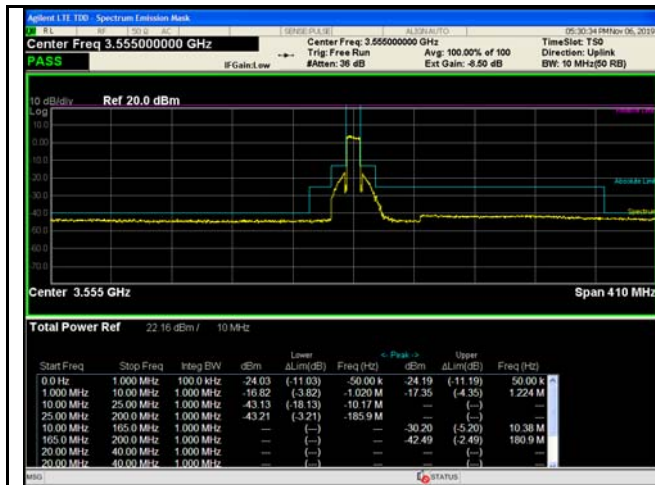 Agilent LTE TDD - Spectrum Emission Mask
RL RF 50 Ω AC SENSE:PULSE ALIGN AUTO 05:30:34 PM Nov 06, 2019
Center Freq 3.555000000 GHz Center Freq: 3.555000000 GHz TimeSlot: TS0
Trig: Free Run Avg: 100.00% of 100 Direction: Uplink
PASS IFGain:Low #Atten: 36 dB Ext Gain: -8.50 dB BW: 10 MHz(50 RB)
10 dB/div Ref 20.0 dBm
Log
10.0
0.00
10.0
20.0
Absolute Limit
30.0
40.0
Spectrum
50.0
60.0
70.0
Center 3.555 GHz Span 410 MHz
Total Power Ref 22.16 dBm / 10 MHz
Lower <- Peak -> Upper
Start Freq Stop Freq Integ BW dBm ΔLim(dB) Freq (Hz) dBm ΔLim(dB) Freq (Hz)
0.0 Hz 1.000 MHz 100.0 kHz -24.03 (-11.03) -50.00 k -24.19 (-11.19) 50.00 k
1.000 MHz 10.00 MHz 1.000 MHz -16.82 (-3.82) -1.020 M -17.35 (-4.35) 1.224 M
10.00 MHz 25.00 MHz 1.000 MHz -43.13 (-18.13) -10.17 M --- (---)
25.00 MHz 200.0 MHz 1.000 MHz -43.21 (-3.21) -185.9 M --- (---)
10.00 MHz 165.0 MHz 1.000 MHz --- (---) -30.20 (-5.20) 10.38 M
165.0 MHz 200.0 MHz 1.000 MHz --- (---) -42.49 (-2.49) 180.9 M
20.00 MHz 40.00 MHz 1.000 MHz --- (---) --- (---)
20.00 MHz 40.00 MHz 1.000 MHz --- (---) --- (---)
MSG STATUS